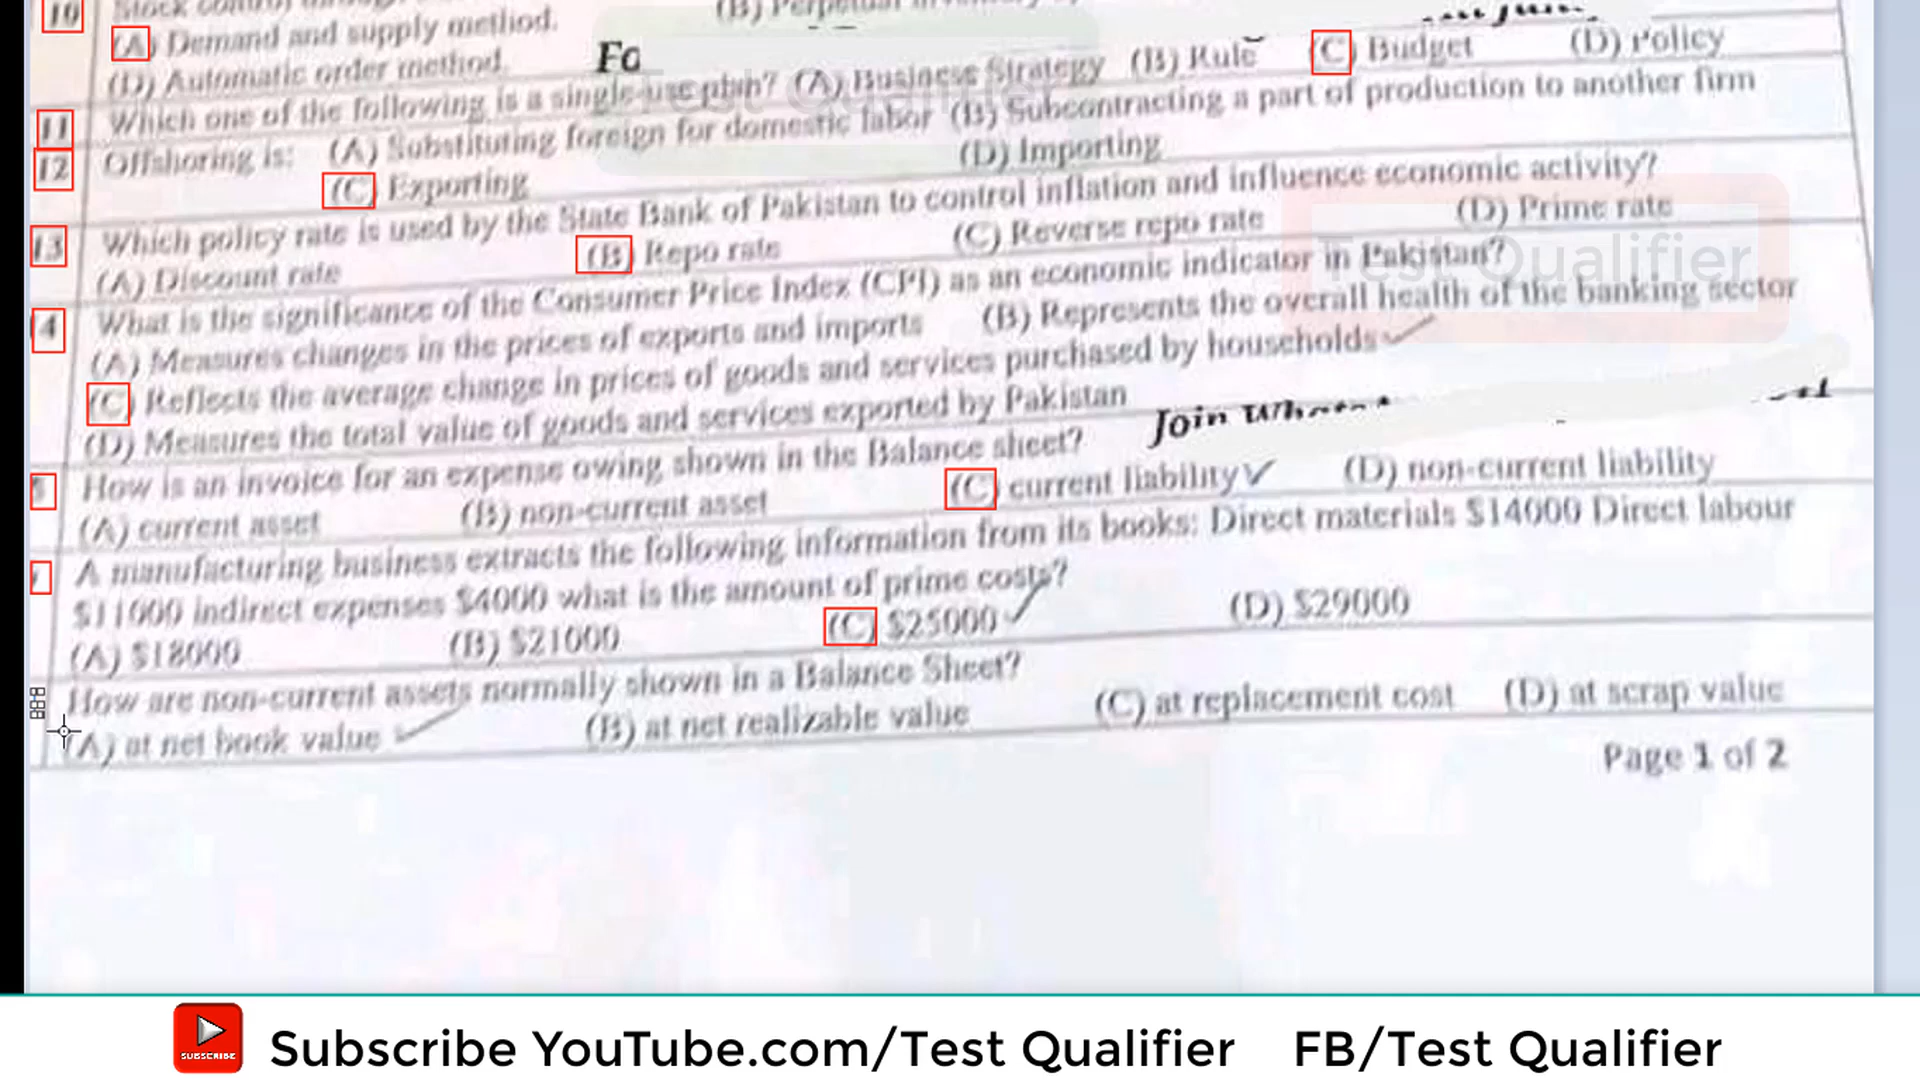 10 Stock control
(B) Perpetual
(A) Demand and supply method.
(D) Automatic order method.
Fo
11 Which one of the following is a single-use plan? (A) Business Strategy (B) Rule (C) Budget (D) Policy
12 Offshoring is: (A) Substituting foreign for domestic labor (B) Subcontracting a part of production to another firm
(C) Exporting (D) Importing
13 Which policy rate is used by the State Bank of Pakistan to control inflation and influence economic activity?
(A) Discount rate (B) Repo rate (C) Reverse repo rate (D) Prime rate
14 What is the significance of the Consumer Price Index (CPI) as an economic indicator in Pakistan?
(A) Measures changes in the prices of exports and imports (B) Represents the overall health of the banking sector
(C) Reflects the average change in prices of goods and services purchased by households
(D) Measures the total value of goods and services exported by Pakistan
Join
How is an invoice for an expense owing shown in the Balance sheet?
(A) current asset (B) non-current asset (C) current liability (D) non-current liability
A manufacturing business extracts the following information from its books: Direct materials $14000 Direct labour
$11000 indirect expenses $4000 what is the amount of prime costs?
(A) $18000 (B) $21000 (C) $25000 (D) $29000
How are non-current assets normally shown in a Balance Sheet?
(A) at net book value (B) at net realizable value (C) at replacement cost (D) at scrap value
Page 1 of 2
Test Qualifier
Test Qualifier
SUBSCRIBE
Subscribe YouTube.com/Test Qualifier FB/Test Qualifier